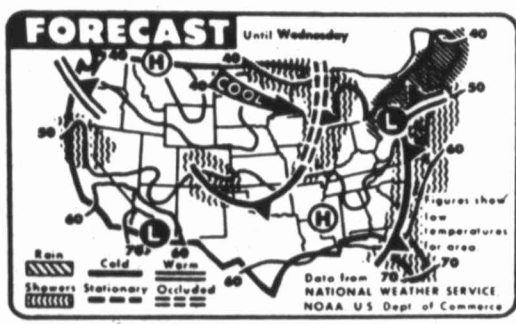 FORECAST Until Wednesday
40 H 40 40
40 COOL
50
50 L
60
60
H
L
70 60
60
70 70
Figures show
low
temperatures
for area.
Rain Cold Warm
Showers Stationary Occluded
Data from
NATIONAL WEATHER SERVICE,
NOAA U S Dept of Commerce